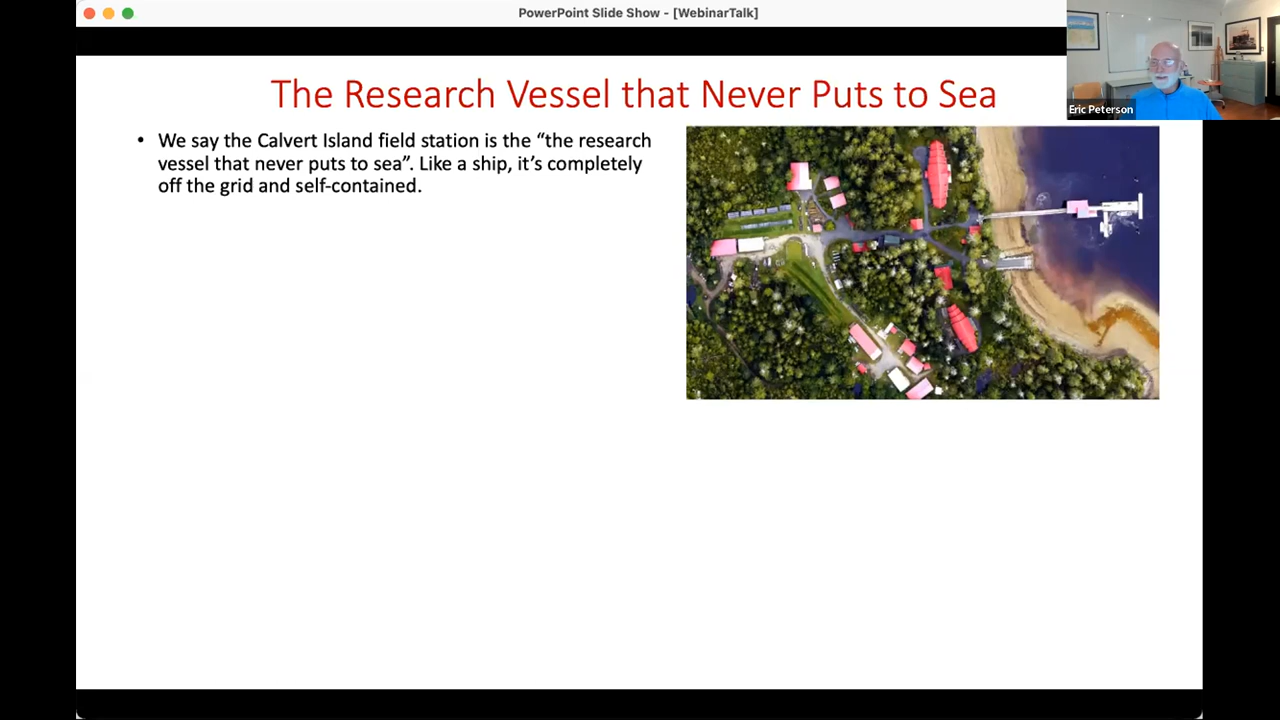 PowerPoint Slide Show - [WebinarTalk]
Eric Peterson
The Research Vessel that Never Puts to Sea
• We say the Calvert Island field station is the “the research
vessel that never puts to sea”. Like a ship, it’s completely
off the grid and self-contained.